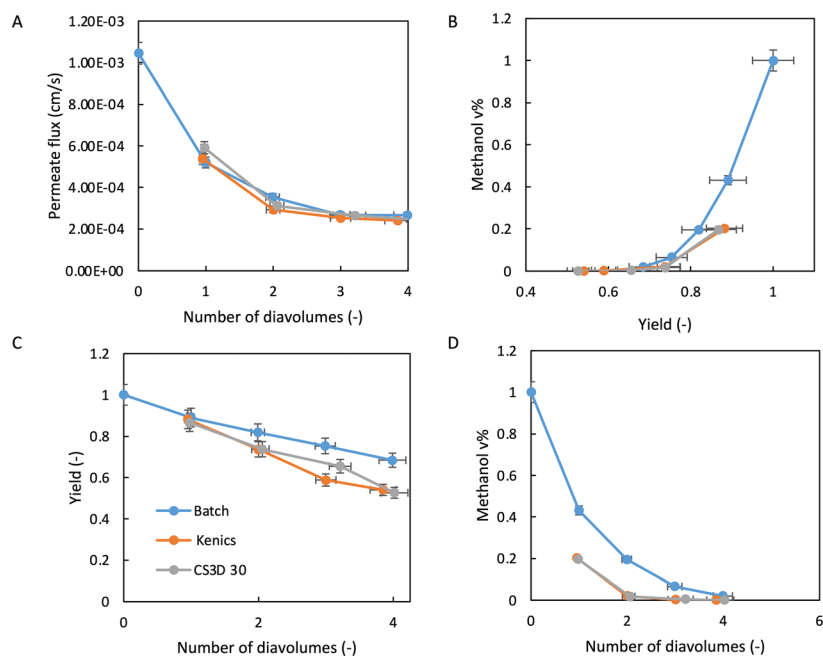 A
1.20E-03
1.00E-03
8.00E-04
6.00E-04
4.00E-04
2.00E-04
0.00E+00
Permeate flux (cm/s)
0 1 2 3 4
Number of diavolumes (-)
B
1.2
1
0.8
0.6
0.4
0.2
0
Methanol v%
0.4 0.6 0.8 1
Yield (-)
C
1.2
1
0.8
0.6
0.4
0.2
0
Yield (-)
Batch
Kenics
CS3D 30
0 2 4
Number of diavolumes (-)
D
1.2
1
0.8
0.6
0.4
0.2
0
Methanol v%
0 2 4 6
Number of diavolumes (-)